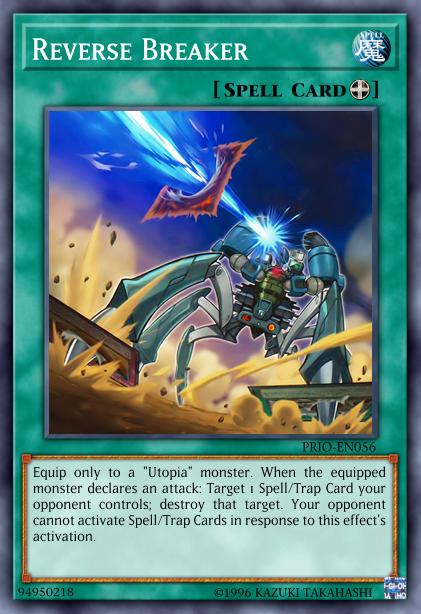 Reverse Breaker
SPELL
魔
[Spell Card]
PRIO-EN056
Equip only to a "Utopia" monster. When the equipped
monster declares an attack: Target 1 Spell/Trap Card your
opponent controls; destroy that target. Your opponent
cannot activate Spell/Trap Cards in response to this effect's
activation.
94950218
©1996 KAZUKI TAKAHASHI